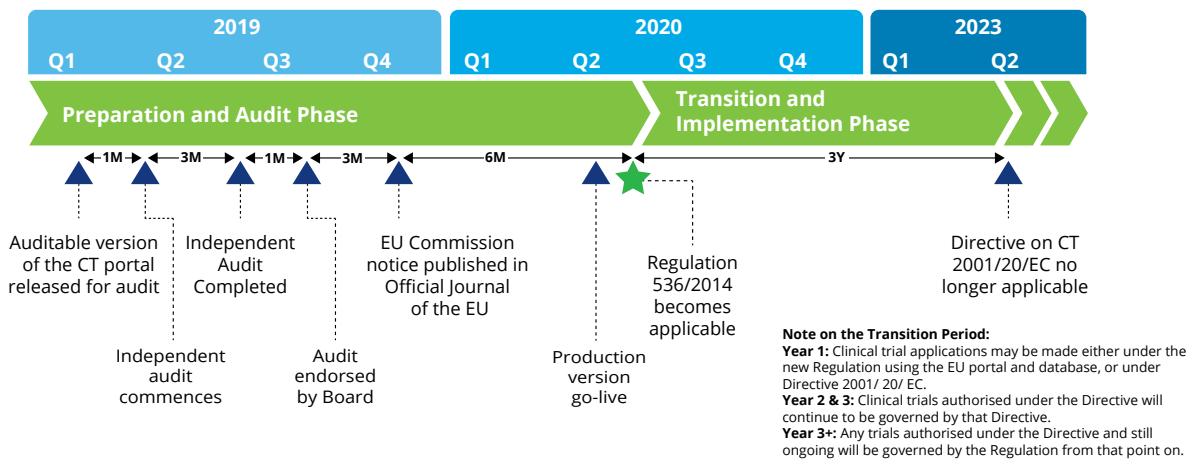 2019
2020
2023
Q1 Q2 Q3 Q4 Q1 Q2 Q3 Q4 Q1 Q2
Preparation and Audit Phase
Transition and
Implementation Phase
1M 3M 1M 3M 6M 3Y
Auditable version
of the CT portal
released for audit
Independent
audit
commences
Independent
Audit
Completed
Audit
endorsed
by Board
EU Commission
notice published in
Official Journal
of the EU
Production
version
go-live
Regulation
536/2014
becomes
applicable
Directive on CT
2001/20/EC no
longer applicable
Note on the Transition Period:
Year 1: Clinical trial applications may be made either under the
new Regulation using the EU portal and database, or under
Directive 2001/ 20/ EC.
Year 2 & 3: Clinical trials authorised under the Directive will
continue to be governed by that Directive.
Year 3+: Any trials authorised under the Directive and still
ongoing will be governed by the Regulation from that point on.